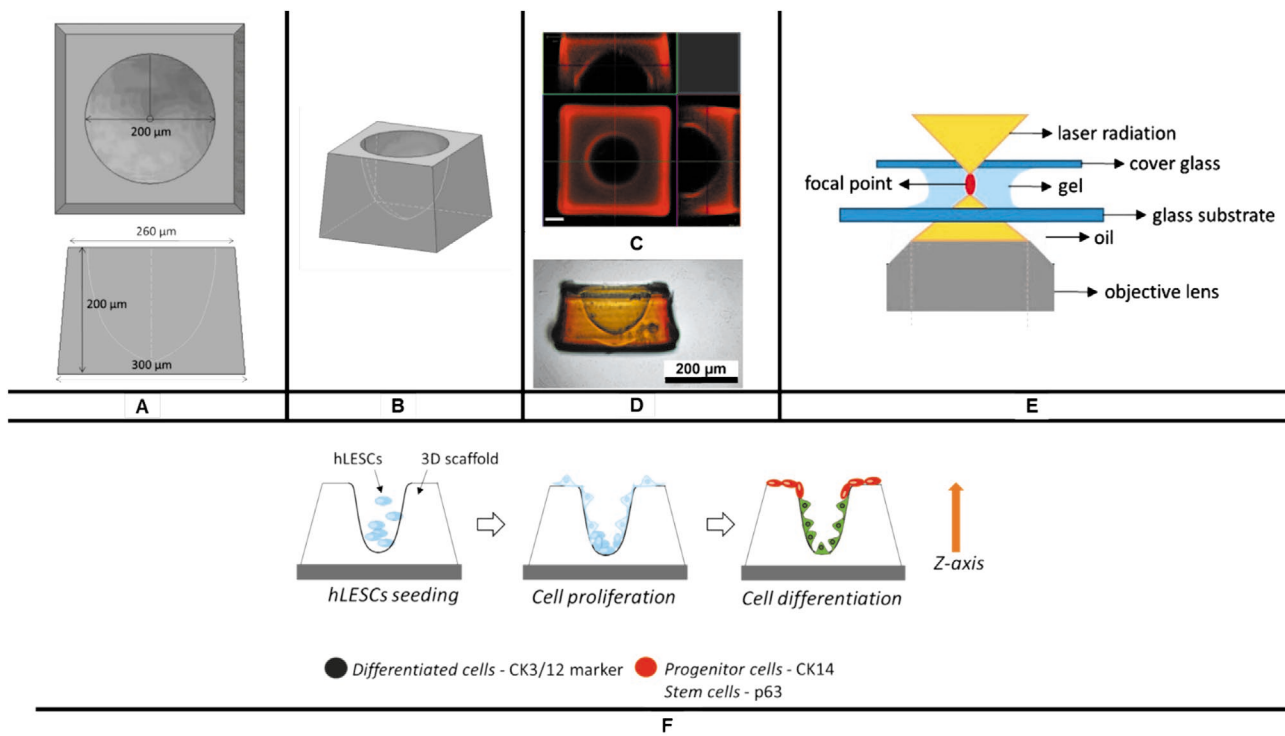 200 µm
260 µm
200 µm
300 µm
A
B
C
200 µm
D
laser radiation
cover glass
focal point
gel
glass substrate
oil
objective lens
E
hLESCs
3D scaffold
hLESCs seeding
Cell proliferation
Cell differentiation
Z-axis
Differentiated cells - CK3/12 marker
Progenitor cells - CK14
Stem cells - p63
F